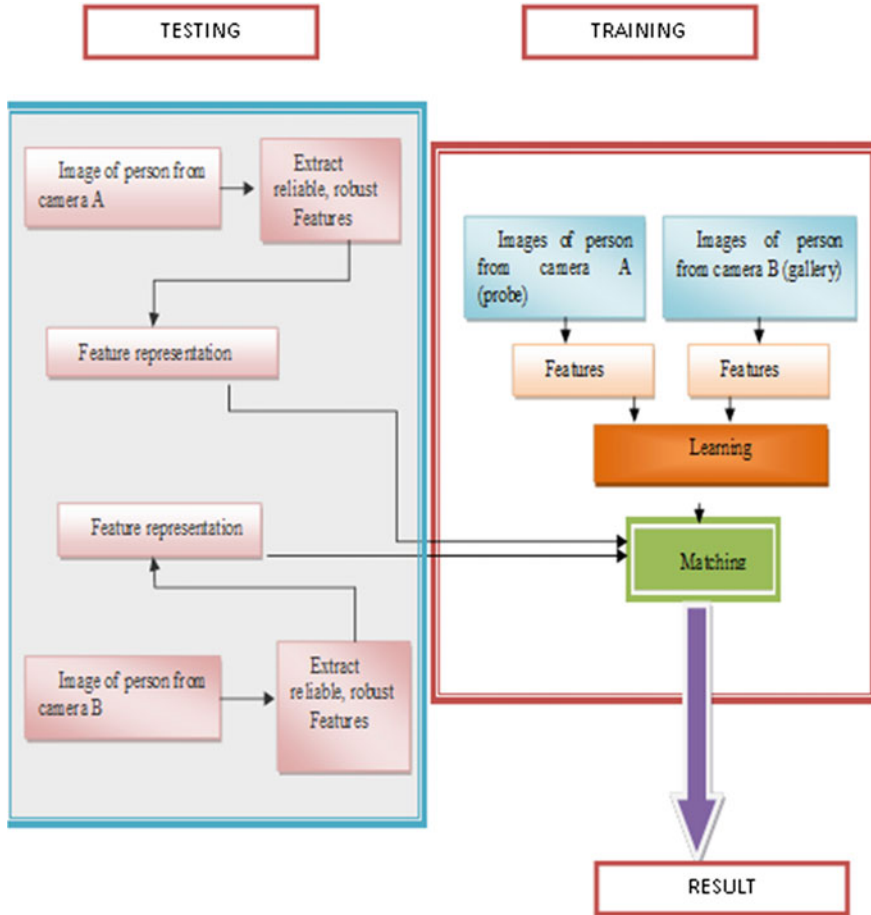 TESTING
TRAINING
Image of person from
camera A
Extract
reliable, robust
Features
Feature representation
Feature representation
Image of person from
camera B
Extract
reliable, robust
Features
Images of person
from camera A
(probe)
Images of person
from camera B (gallery)
Features
Features
Learning
Matching
RESULT